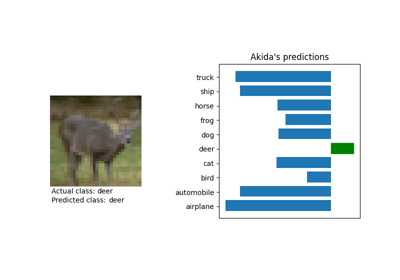 Akida's predictions
truck
ship
horse
frog
dog
deer
cat
bird
automobile
airplane
Actual class: deer
Predicted class: deer